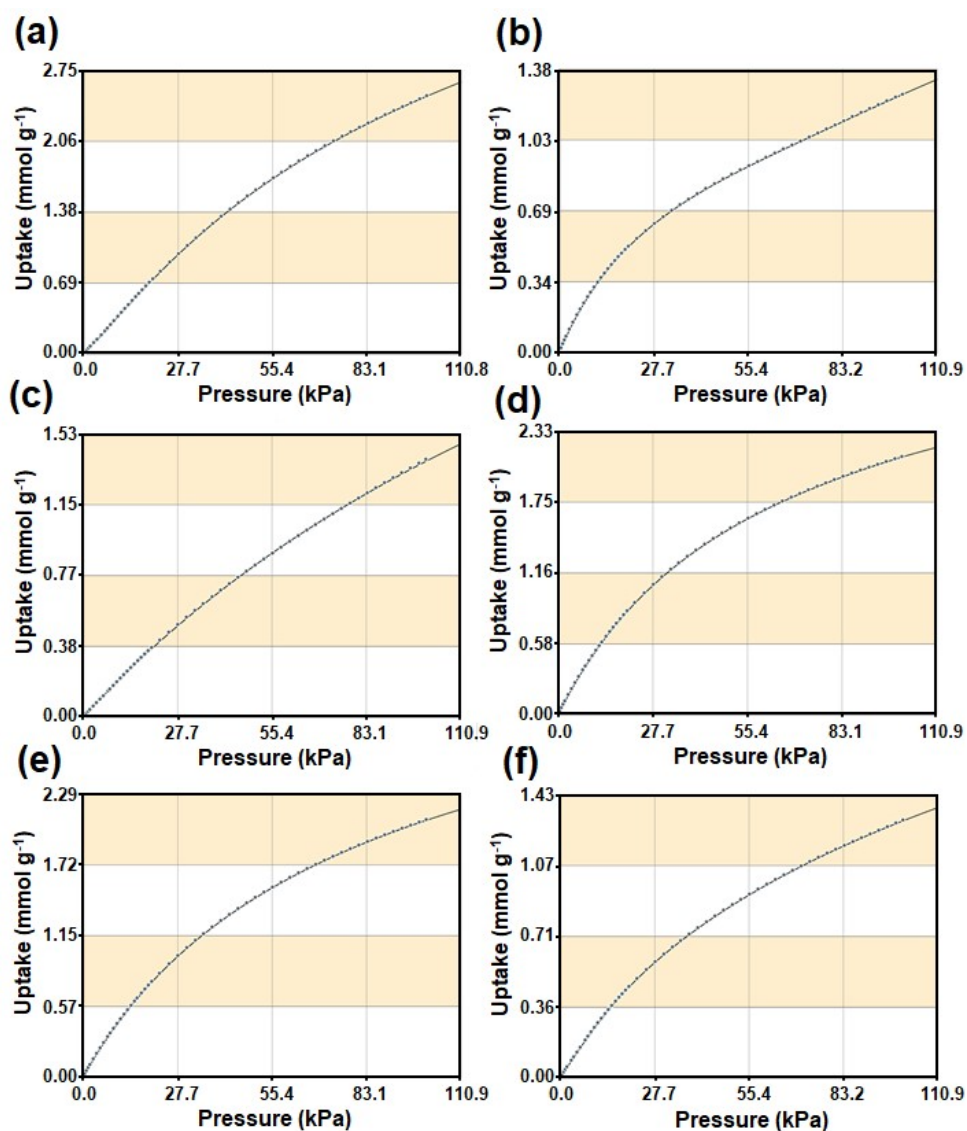 (a)
2.75
2.06
1.38
0.69
0.00
Uptake (mmol g⁻¹)
0.0 27.7 55.4 83.1 110.8
Pressure (kPa)
(b)
1.38
1.03
0.69
0.34
0.00
Uptake (mmol g⁻¹)
0.0 27.7 55.4 83.2 110.9
Pressure (kPa)
(c)
1.53
1.15
0.77
0.38
0.00
Uptake (mmol g⁻¹)
0.0 27.7 55.4 83.1 110.9
Pressure (kPa)
(d)
2.33
1.75
1.16
0.58
0.00
Uptake (mmol g⁻¹)
0.0 27.7 55.4 83.1 110.9
Pressure (kPa)
(e)
2.29
1.72
1.15
0.57
0.00
Uptake (mmol g⁻¹)
0.0 27.7 55.4 83.1 110.9
Pressure (kPa)
(f)
1.43
1.07
0.71
0.36
0.00
Uptake (mmol g⁻¹)
0.0 27.7 55.4 83.2 110.9
Pressure (kPa)